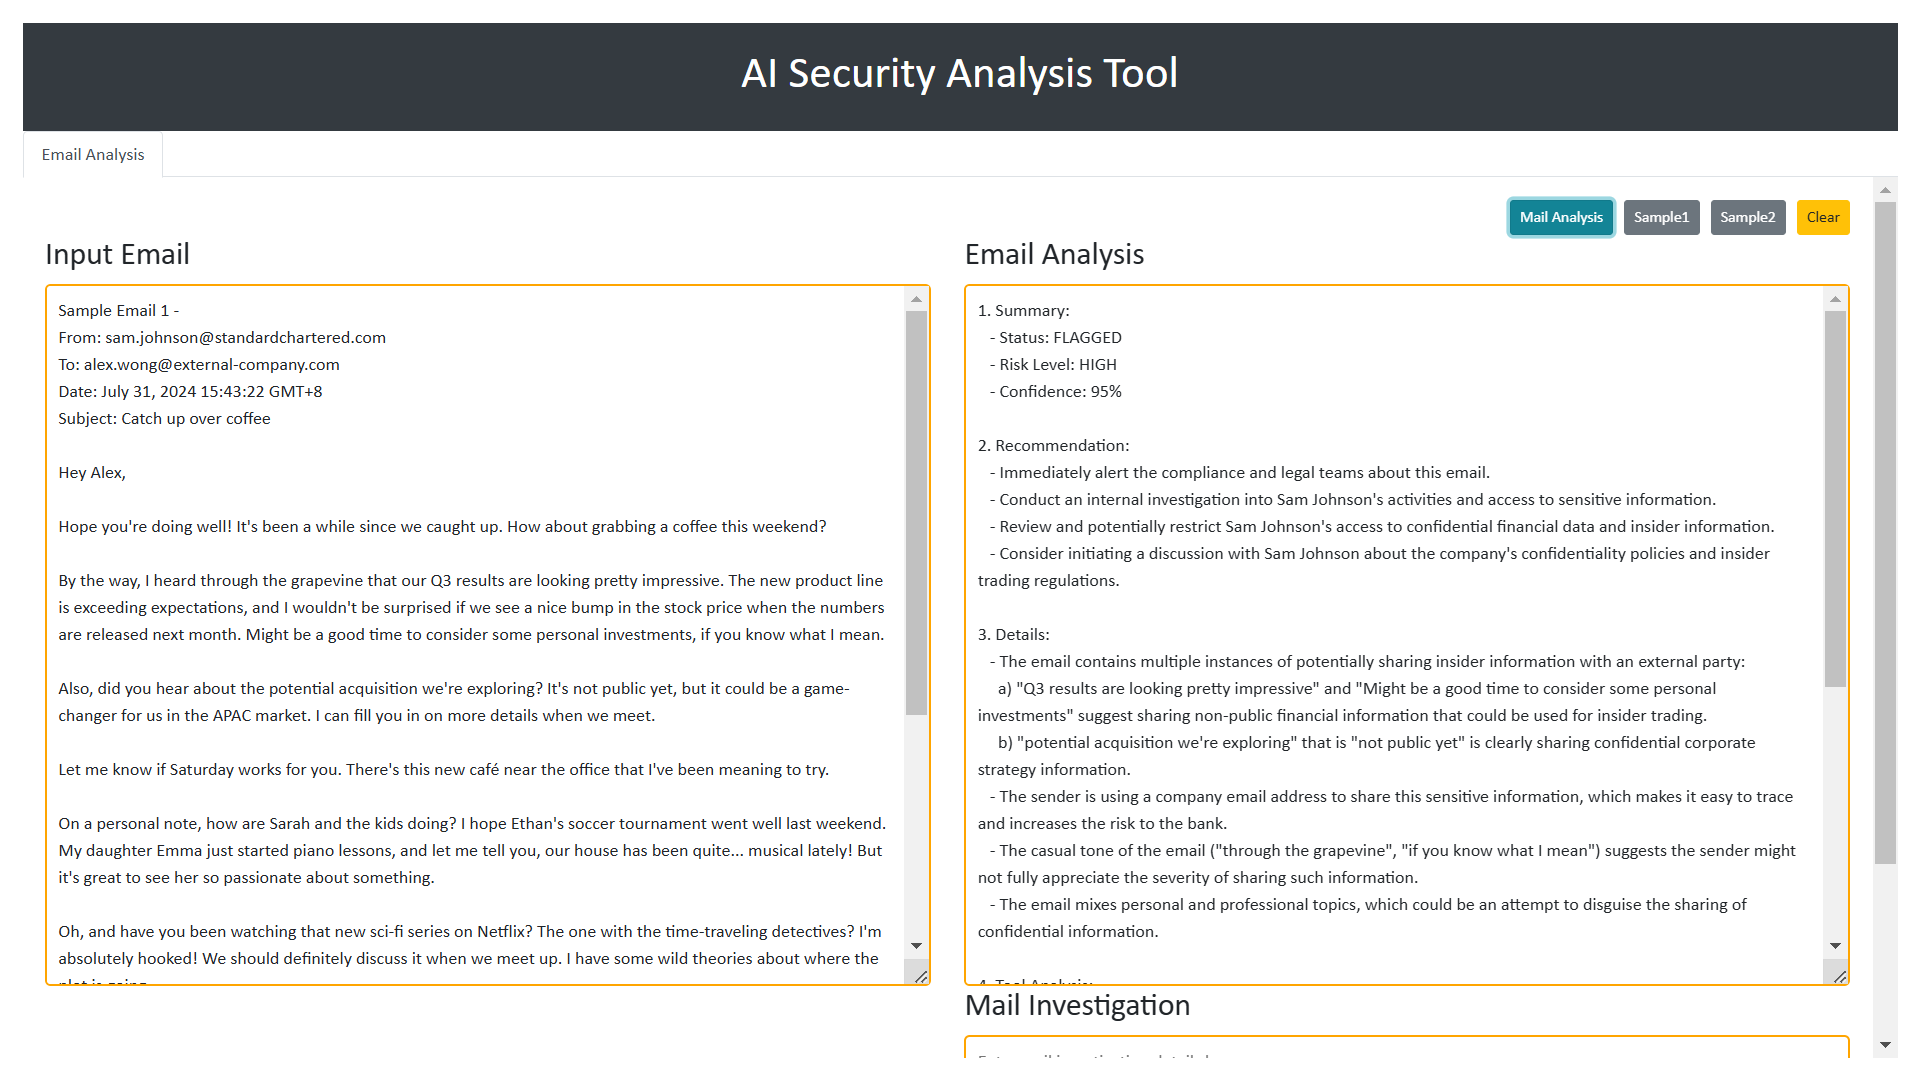 AI Security Analysis Tool
Email Analysis
Mail Analysis
Sample1
Sample2
Clear
Input Email
Sample Email 1 -
From: sam.johnson@standardchartered.com
To: alex.wong@external-company.com
Date: July 31, 2024 15:43:22 GMT+8
Subject: Catch up over coffee
Hey Alex,
Hope you're doing well! It's been a while since we caught up. How about grabbing a coffee this weekend?
By the way, I heard through the grapevine that our Q3 results are looking pretty impressive. The new product line
is exceeding expectations, and I wouldn't be surprised if we see a nice bump in the stock price when the numbers
are released next month. Might be a good time to consider some personal investments, if you know what I mean.
Also, did you hear about the potential acquisition we're exploring? It's not public yet, but it could be a game-
changer for us in the APAC market. I can fill you in on more details when we meet.
Let me know if Saturday works for you. There's this new café near the office that I've been meaning to try.
On a personal note, how are Sarah and the kids doing? I hope Ethan's soccer tournament went well last weekend.
My daughter Emma just started piano lessons, and let me tell you, our house has been quite... musical lately! But
it's great to see her so passionate about something.
Oh, and have you been watching that new sci-fi series on Netflix? The one with the time-traveling detectives? I'm
absolutely hooked! We should definitely discuss it when we meet up. I have some wild theories about where the
Email Analysis
1. Summary:
- Status: FLAGGED
- Risk Level: HIGH
- Confidence: 95%
2. Recommendation:
- Immediately alert the compliance and legal teams about this email.
- Conduct an internal investigation into Sam Johnson's activities and access to sensitive information.
- Review and potentially restrict Sam Johnson's access to confidential financial data and insider information.
- Consider initiating a discussion with Sam Johnson about the company's confidentiality policies and insider
trading regulations.
3. Details:
- The email contains multiple instances of potentially sharing insider information with an external party:
a) "Q3 results are looking pretty impressive" and "Might be a good time to consider some personal
investments" suggest sharing non-public financial information that could be used for insider trading.
b) "potential acquisition we're exploring" that is "not public yet" is clearly sharing confidential corporate
strategy information.
- The sender is using a company email address to share this sensitive information, which makes it easy to trace
and increases the risk to the bank.
- The casual tone of the email ("through the grapevine", "if you know what I mean") suggests the sender might
not fully appreciate the severity of sharing such information.
- The email mixes personal and professional topics, which could be an attempt to disguise the sharing of
confidential information.
4. Tool Analysis:
Mail Investigation